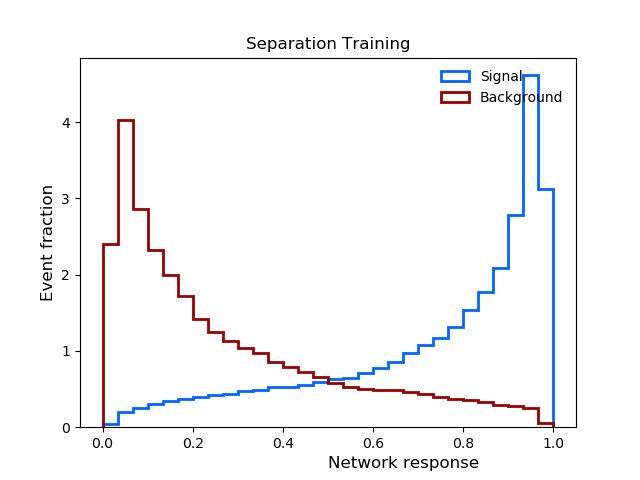 Separation Training
Signal
Background
Event fraction
4
3
2
1
0
0.0 0.2 0.4 0.6 0.8 1.0
Network response